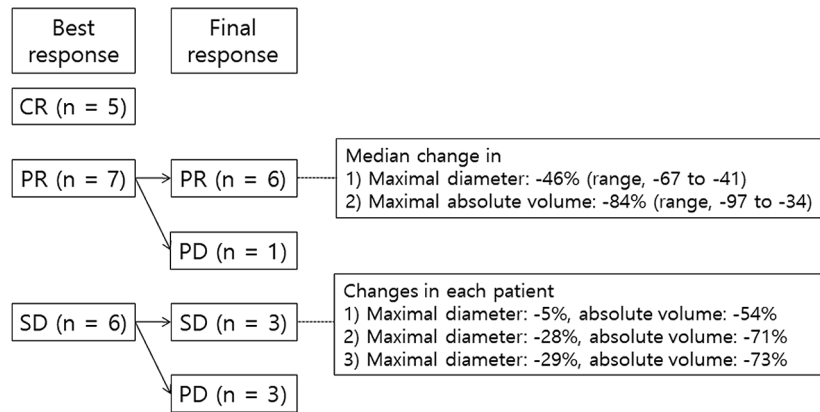 Best
response
Final
response
CR (n = 5)
PR (n = 7)
PR (n = 6)
Median change in
1) Maximal diameter: -46% (range, -67 to -41)
2) Maximal absolute volume: -84% (range, -97 to -34)
PD (n = 1)
SD (n = 6)
SD (n = 3)
Changes in each patient
1) Maximal diameter: -5%, absolute volume: -54%
2) Maximal diameter: -28%, absolute volume: -71%
3) Maximal diameter: -29%, absolute volume: -73%
PD (n = 3)